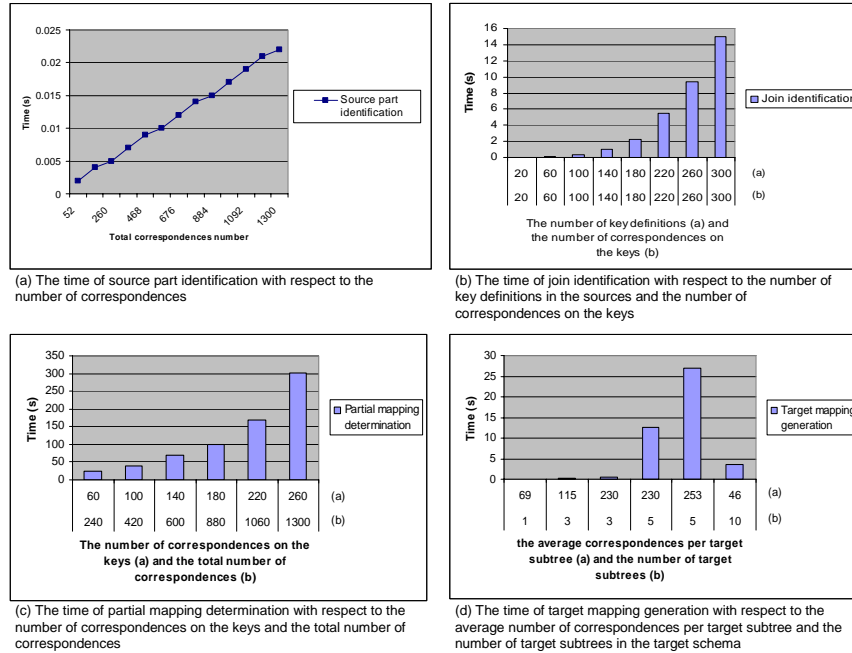 0.025
0.02
0.015
0.01
0.005
0
Time (s)
52
260
468
676
884
1092
1300
Total correspondences number
Source part
identification
(a) The time of source part identification with respect to the
number of correspondences
16
14
12
10
8
6
4
2
0
Time (s)
20 60 100 140 180 220 260 300 (a)
20 60 100 140 180 220 260 300 (b)
The number of key definitions (a) and
the number of correspondences on
the keys (b)
Join identification
(b) The time of join identification with respect to the number of
key definitions in the sources and the number of
correspondences on the keys
350
300
250
200
150
100
50
0
Time (s)
60 100 140 180 220 260 (a)
240 420 600 880 1060 1300 (b)
The number of correspondences on the
keys (a) and the total number of
correspondences (b)
Partial mapping
determination
(c) The time of partial mapping determination with respect to the
number of correspondences on the keys and the total number of
correspondences
30
25
20
15
10
5
0
Time (s)
69 115 230 230 253 46 (a)
1 3 3 5 5 10 (b)
the average correspondences per target
subtree (a) and the number of target
subtrees (b)
Target mapping
generation
(d) The time of target mapping generation with respect to the
average number of correspondences per target subtree and the
number of target subtrees in the target schema